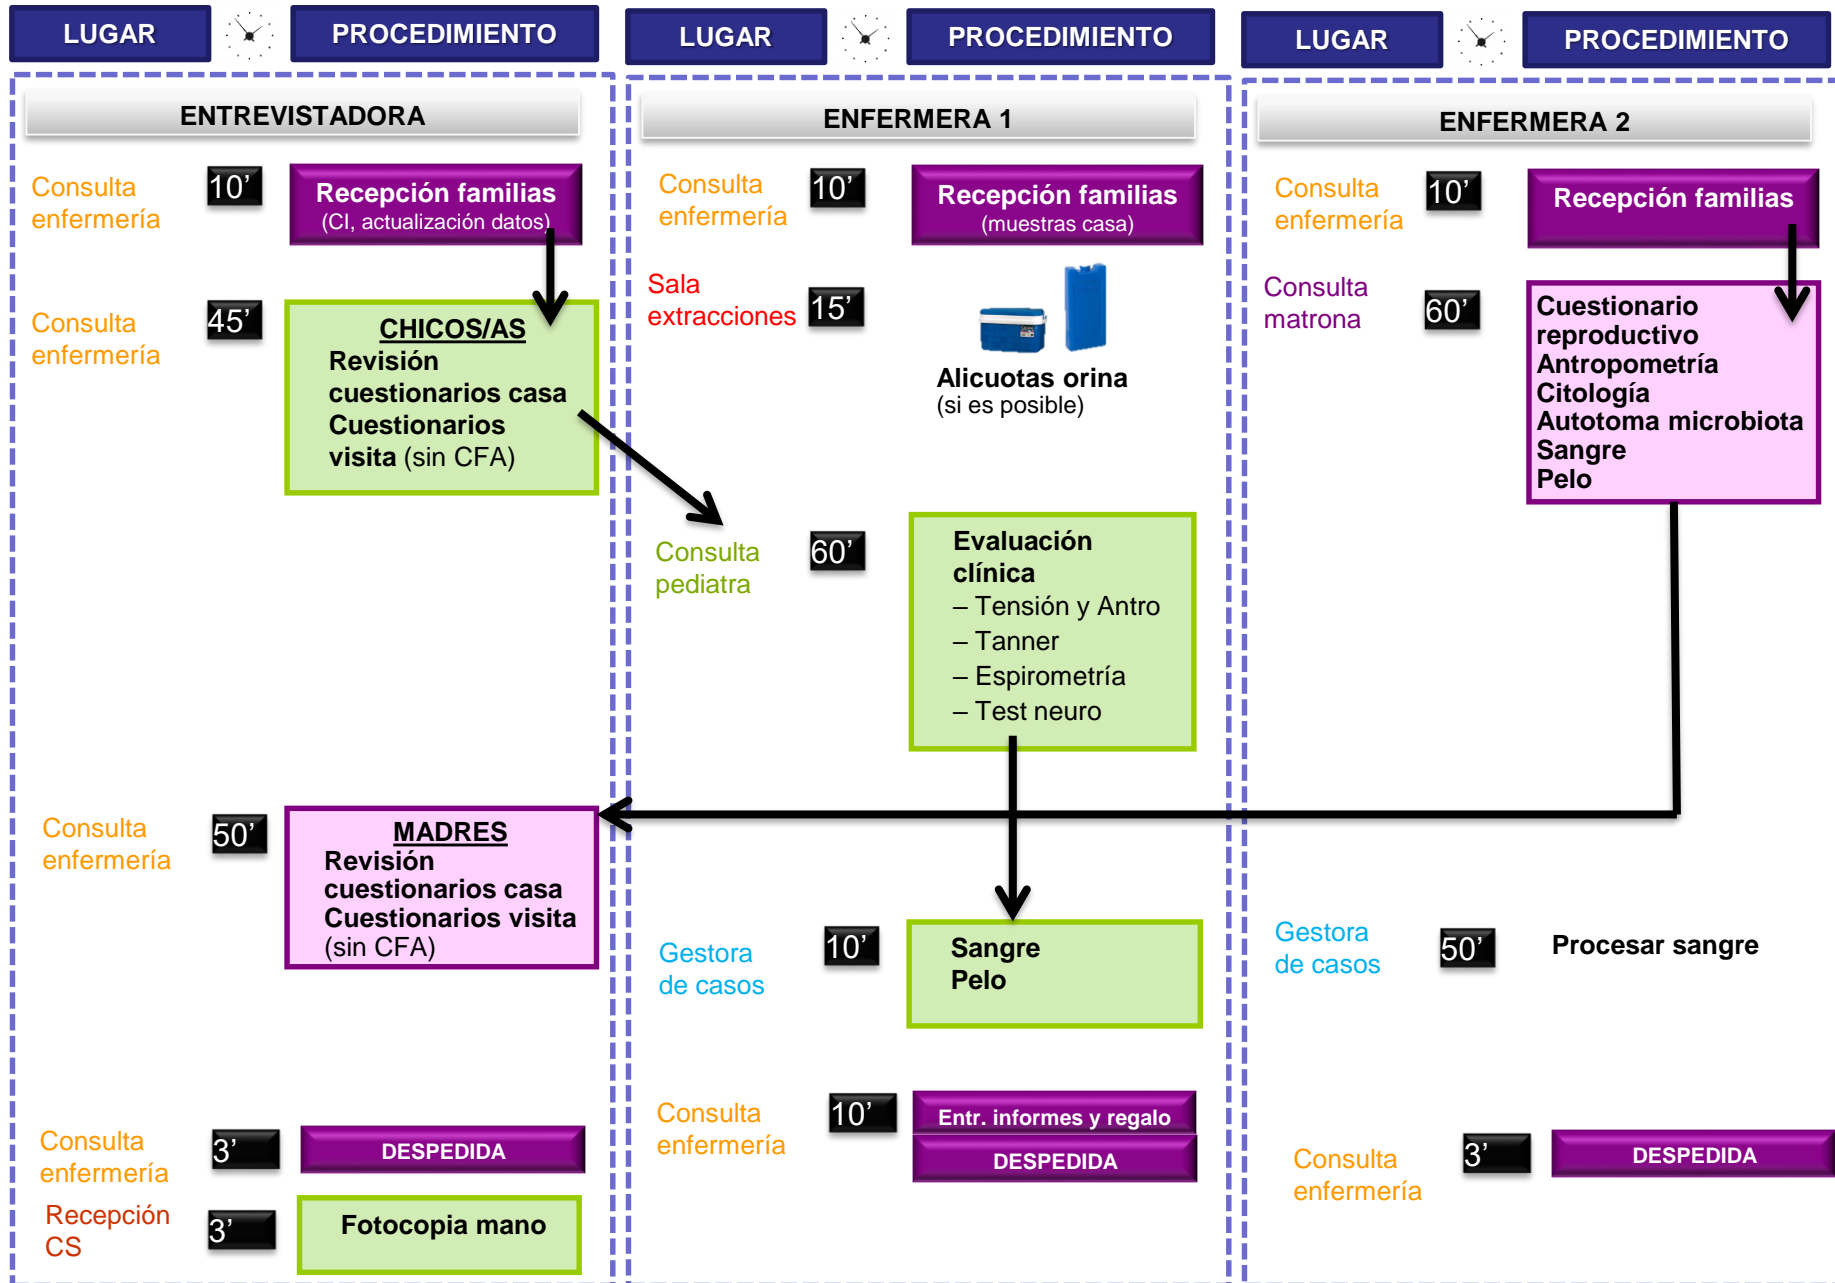 LUGAR
PROCEDIMIENTO
LUGAR
PROCEDIMIENTO
LUGAR
PROCEDIMIENTO
ENTREVISTADORA
Consulta
enfermería
10’
Recepción familias
(CI, actualización datos)
Consulta
enfermería
45’
CHICOS/AS
Revisión
cuestionarios casa
Cuestionarios
visita (sin CFA)
Consulta
enfermería
50’
MADRES
Revisión
cuestionarios casa
Cuestionarios visita
(sin CFA)
Consulta
enfermería
3’
DESPEDIDA
Recepción
CS
3’
Fotocopia mano
ENFERMERA 1
Consulta
enfermería
10’
Recepción familias
(muestras casa)
Sala
extracciones
15’
Alicuotas orina
(si es posible)
Consulta
pediatra
60’
Evaluación
clínica
– Tensión y Antro
– Tanner
– Espirometría
– Test neuro
Gestora
de casos
10’
Sangre
Pelo
Consulta
enfermería
10’
Entr. informes y regalo
DESPEDIDA
ENFERMERA 2
Consulta
enfermería
10’
Recepción familias
Consulta
matrona
60’
Cuestionario
reproductivo
Antropometría
Citología
Autotoma microbiota
Sangre
Pelo
Gestora
de casos
50’
Procesar sangre
Consulta
enfermería
3’
DESPEDIDA